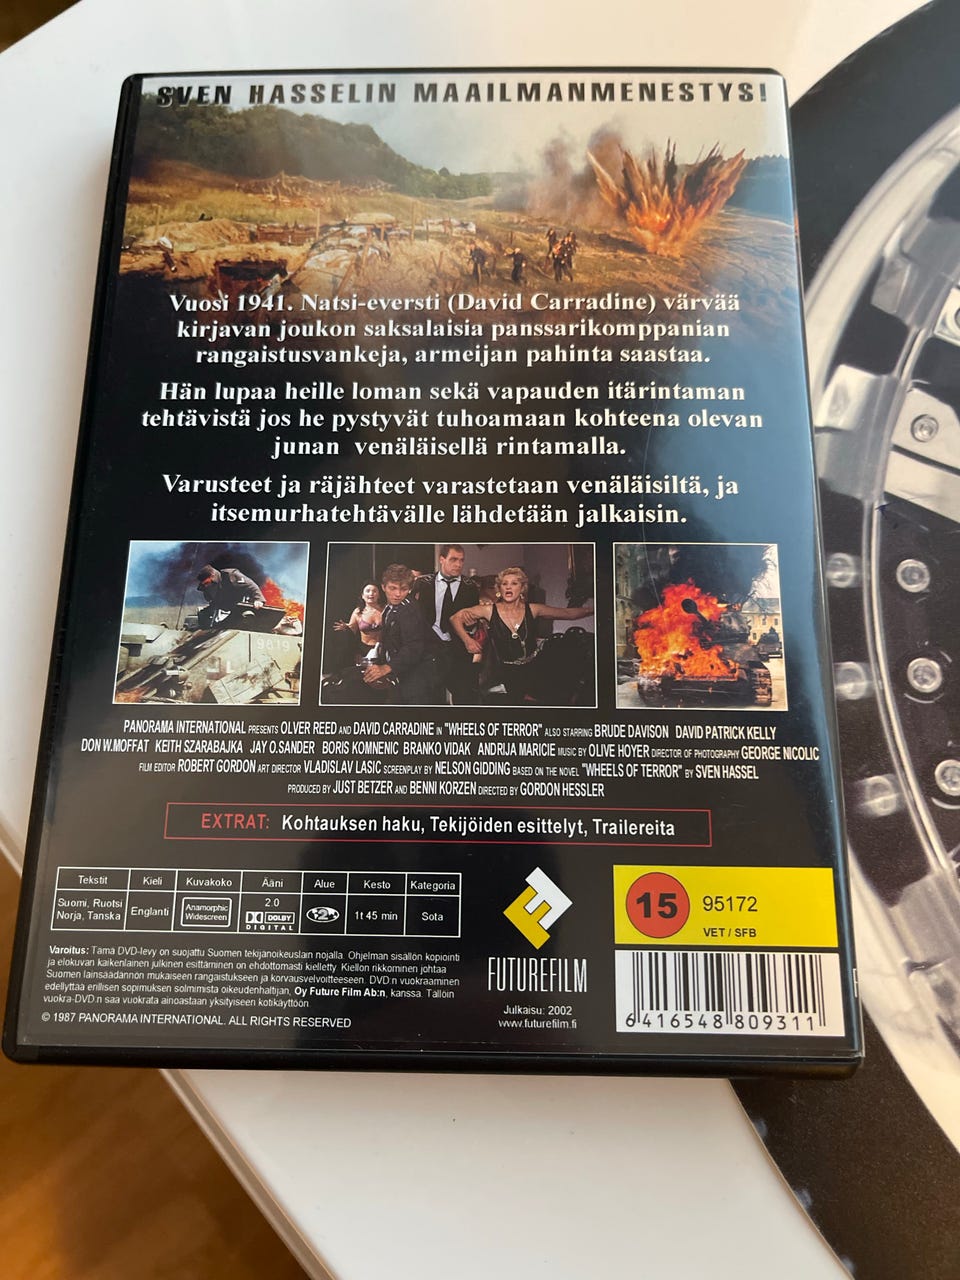 SVEN HASSELIN MAAILMANMENESTYS!
Vuosi 1941. Natsi-eversti (David Carradine) värvää
kirjavan joukon saksalaisia panssarikomppanian
rangaistusvankeja, armeijan pahinta saastaa.
Hän lupaa heille loman sekä vapauden itärintaman
tehtävistä jos he pystyvät tuhoamaan kohteena olevan
junan venäläisellä rintamalla.
Varusteet ja räjähteet varastetaan venäläisiltä, ja
itsemurhatehtävälle lähdetään jalkaisin.
9819
PANORAMA INTERNATIONAL PRESENTS OLVER REED AND DAVID CARRADINE IN "WHEELS OF TERROR" ALSO STARRING BRUDE DAVISON DAVID PATRICK KELLY
DON W.MOFFAT KEITH SZARABAJKA JAY O.SANDER BORIS KOMNENIC BRANKO VIDAK ANDRIJA MARICIE MUSIC BY OLIVE HOYER DIRECTOR OF PHOTOGRAPHY GEORGE NICOLIC
FILM EDITOR ROBERT GORDON ART DIRECTOR VLADISLAV LASIC SCREENPLAY BY NELSON GIDDING BASED ON THE NOVEL "WHEELS OF TERROR" BY SVEN HASSEL
PRODUCED BY JUST BETZER AND BENNI KORZEN DIRECTED BY GORDON HESSLER
EXTRAT: Kohtauksen haku, Tekijöiden esittelyt, Trailereita
Tekstit Kieli Kuvakoko Ääni Alue Kesto Kategoria
Suomi, Ruotsi
Norja, Tanska
Englanti
Anamorphic
Widescreen
2.0
DOLBY
DIGITAL
2
1t 45 min
Sota
Varoitus: Tämä DVD-levy on suojattu Suomen tekijänoikeuslan nojalla. Ohjelman sisällön kopiointi
ja elokuvan kaikenlainen julkinen esittäminen on ehdottomasti kielletty. Kiellon rikkominen johtaa
Suomen lainsäädännön mukaiseen rangaistukseen ja korvausvelvoitteeseen. DVD:n vuokraaminen
edellyttää erillisen sopimuksen solmimista oikeudenhaltijan, Oy Future Film Ab:n, kanssa. Tällöin
vuokra-DVD:n saa vuokrata ainoastaan yksityiseen kotikäyttöön.
© 1987 PANORAMA INTERNATIONAL. ALL RIGHTS RESERVED
FUTUREFILM
Julkaisu: 2002
www.futurefilm.fi
15
95172
VET / SFB
6 416548 809311